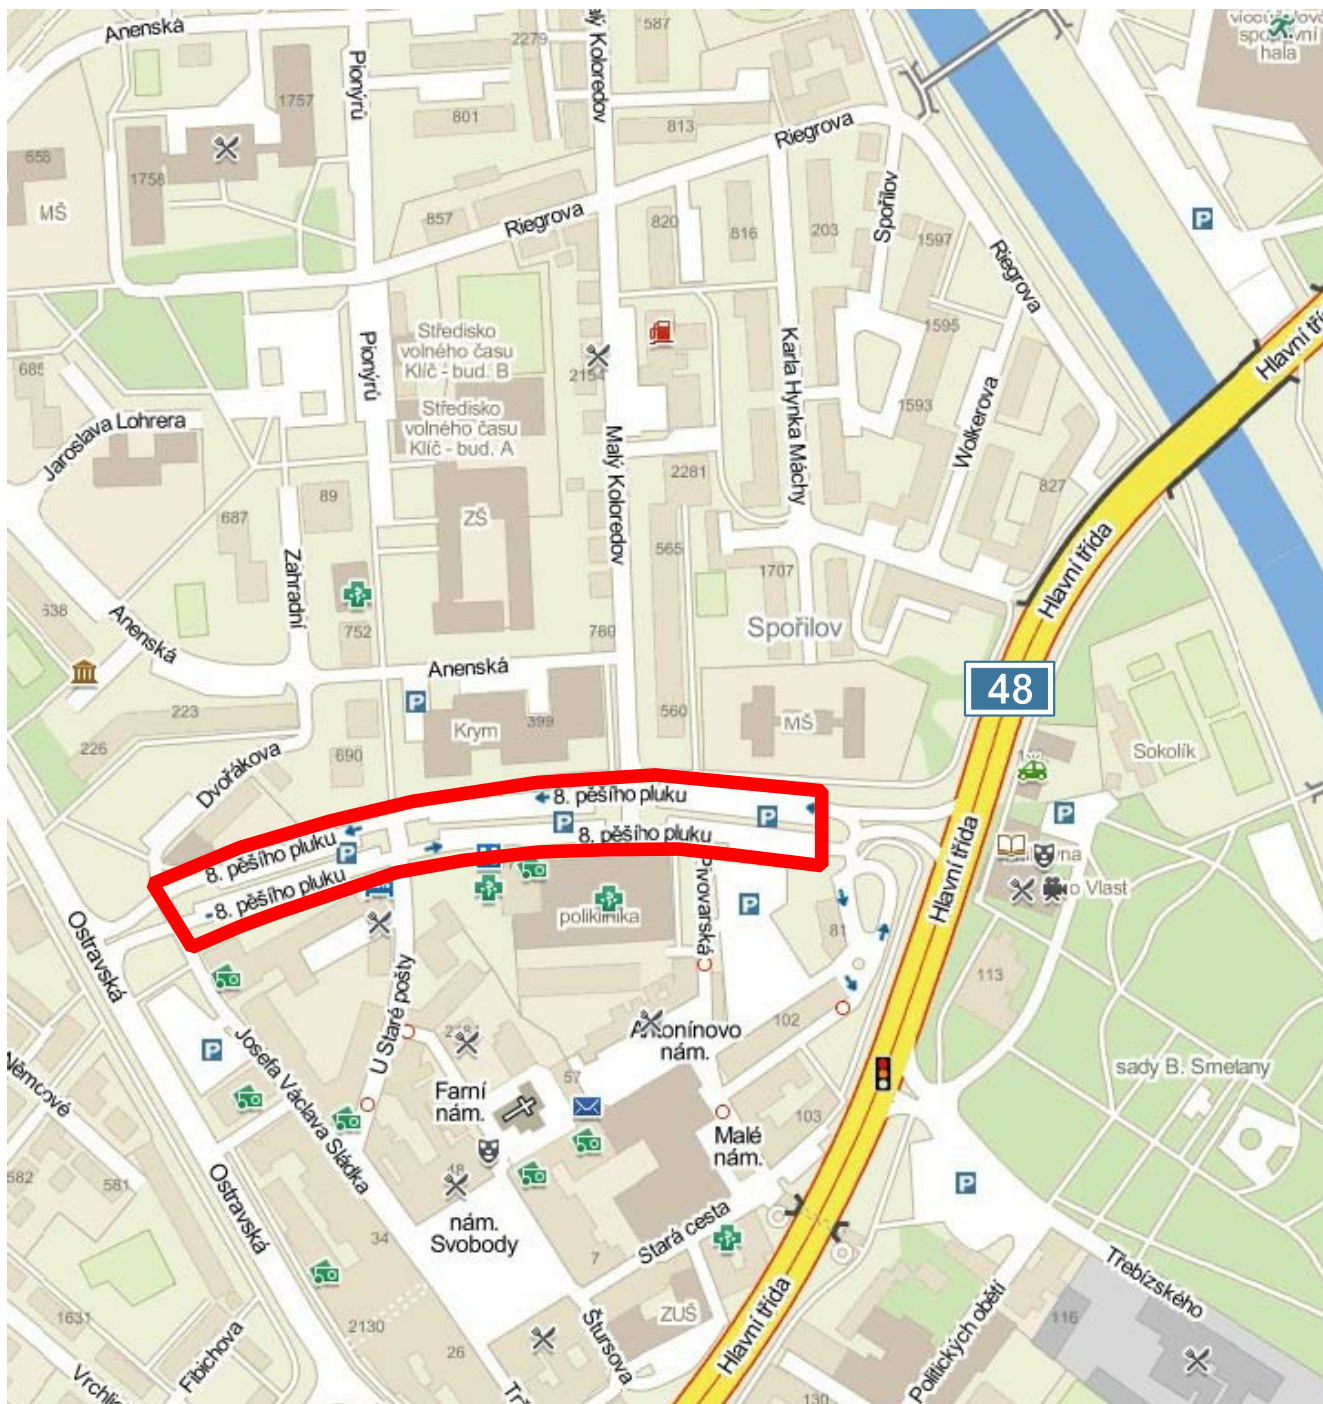 Anenská
Pionýrů
Malý Koloredov
587
2279
sportovní
hala
1757
801
813
Riegrova
1758
MŠ
857
Riegrova
820
816
203
Spořilov
1597
Riegrova
Středisko
volného času
Klíč - bud. B
Pionýrů
685
2154
Karla Hynka Máchy
1595
Hlavní
Středisko
volného času
Klíč - bud. A
Jaroslava Lohrera
Malý Koloredov
1593
Wolkerova
2281
827
89
687
ZŠ
565
Zahradní
1707
Hlavní třída
Anenská
752
780
Spořilov
Anenská
48
223
399
560
MŠ
Krym
226
690
Sokolík
Dvořákova
8. pěšího pluku
8. pěšího pluku
8. pěšího pluku
8. pěšího pluku
Vlast
Hlavní třída
poliklinika
Pivovarská
81
Ostravská
113
U Staré pošty
102
Antonínovo
nám.
Josefa Václava Sládka
sady B. Smetany
Němcové
57
Farní
nám.
103
Malé
nám.
582
581
48
Ostravská
nám.
Svobody
34
7
Stará cesta
Třebízského
ZUŠ
Hlavní třída
Politických obětí
116
1631
2130
Štursova
26
Fibichova
130